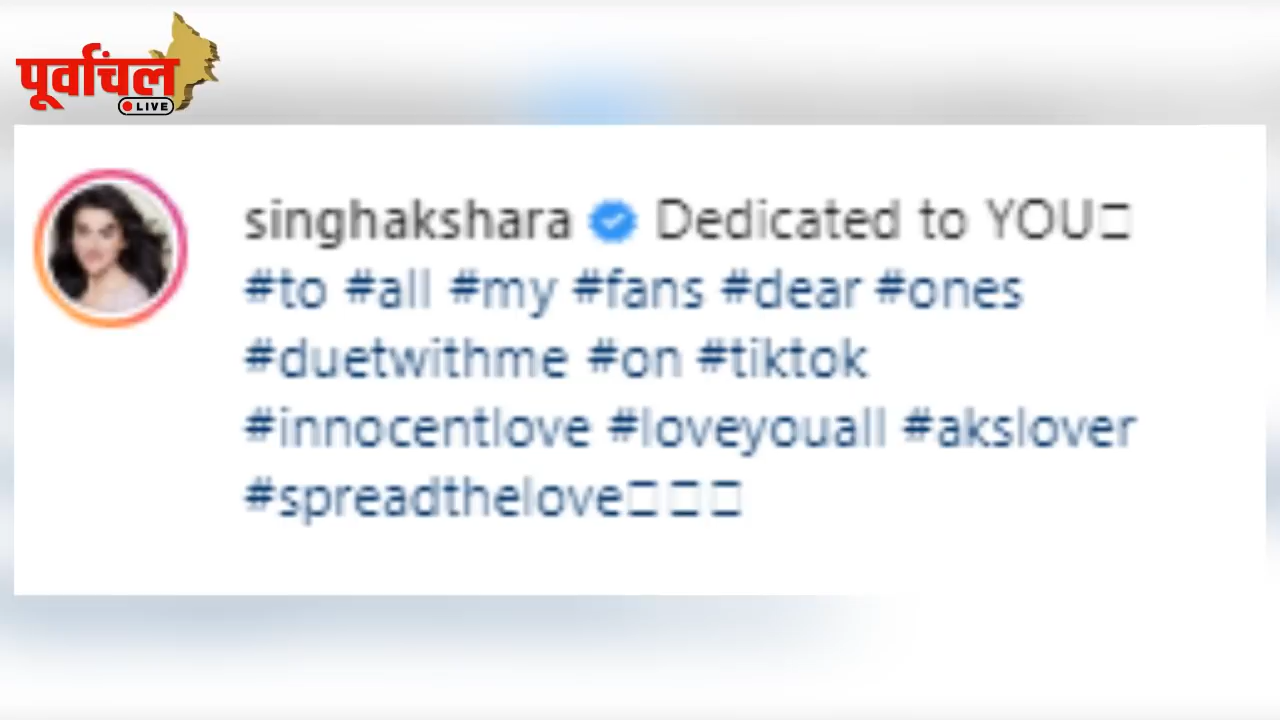 पूर्वांचल
LIVE
singhakshara Dedicated to YOU□
#to #all #my #fans #dear #ones
#duetwithme #on #tiktok
#innocentlove #loveyouall #akslover
#spreadthelove□□□